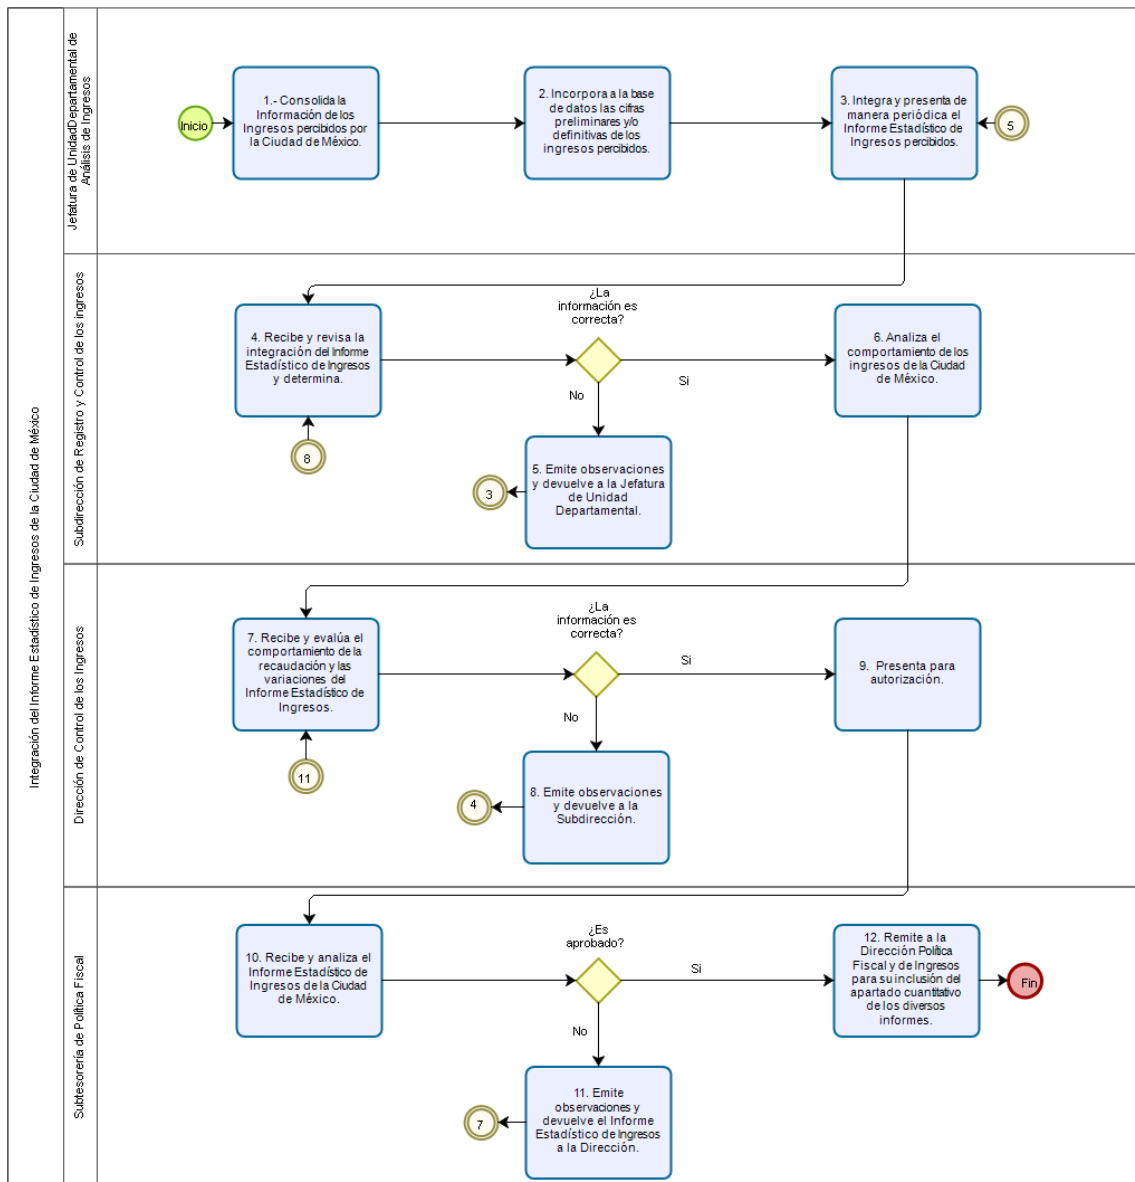 Integración del Informe Estadístico de Ingresos de la Ciudad de México
Jefatura de UnidadDepartamental de
Análisis de Ingresos
Inicio
1.- Consolida la
Información de los
Ingresos percibidos por
la Ciudad de México.
2. Incorpora a la base
de datos las cifras
preliminares y/o
definitivas de los
ingresos percibidos.
3. Integra y presenta de
manera periódica el
Informe Estadístico de
Ingresos percibidos.
5
Subdirección de Registro y Control de los ingresos
4. Recibe y revisa la
integración del Informe
Estadístico de Ingresos
y determina.
8
¿La
información es
correcta?
Si
No
6. Analiza el
comportamiento de los
ingresos de la Ciudad
de México.
5. Emite observaciones
y devuelve a la Jefatura
de Unidad
Departamental.
3
Dirección de Control de los Ingresos
7. Recibe y evalúa el
comportamiento de la
recaudación y las
variaciones del
Informe Estadístico de
Ingresos.
11
¿La
información es
correcta?
Si
No
9. Presenta para
autorización.
8. Emite observaciones
y devuelve a la
Subdirección.
4
Subtesorería de Política Fiscal
10. Recibe y analiza el
Informe Estadístico de
Ingresos de la Ciudad
de México.
¿Es
aprobado?
Si
No
12. Remite a la
Dirección Política
Fiscal y de Ingresos
para su inclusión del
apartado cuantitativo
de los diversos
informes.
Fin
11. Emite
observaciones y
devuelve el Informe
Estadístico de Ingresos
a la Dirección.
7